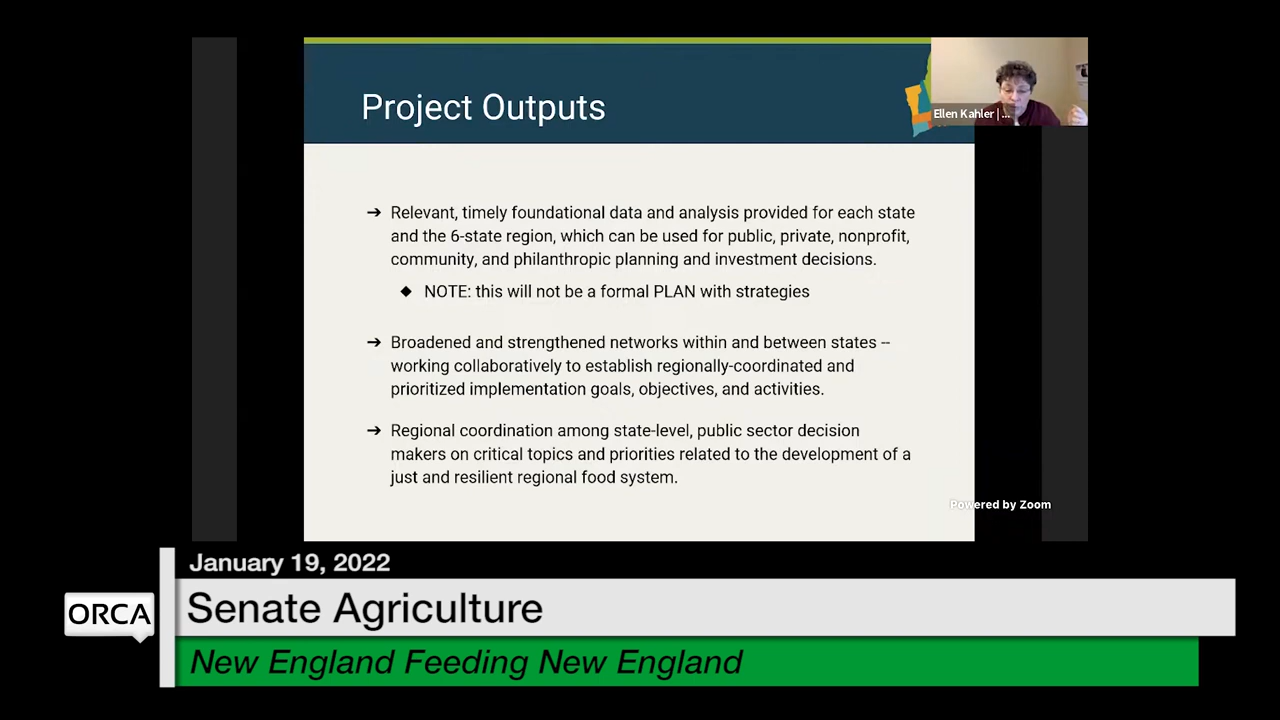 Project Outputs
Ellen Kahler | ...
➔ Relevant, timely foundational data and analysis provided for each state
and the 6-state region, which can be used for public, private, nonprofit,
community, and philanthropic planning and investment decisions.
◆ NOTE: this will not be a formal PLAN with strategies
➔ Broadened and strengthened networks within and between states --
working collaboratively to establish regionally-coordinated and
prioritized implementation goals, objectives, and activities.
➔ Regional coordination among state-level, public sector decision
makers on critical topics and priorities related to the development of a
just and resilient regional food system.
Powered by Zoom
January 19, 2022
ORCA
Senate Agriculture
New England Feeding New England